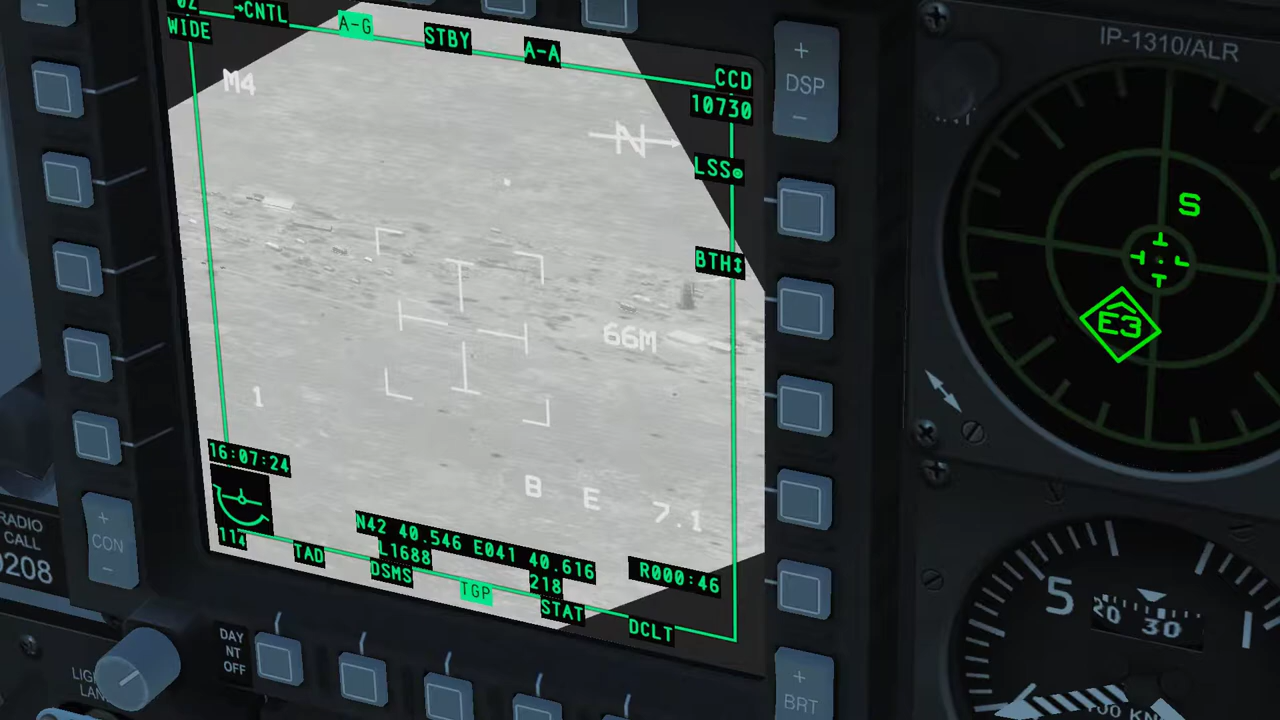 →CNTL
A-G
STBY
A-A
CCD
WIDE
M4
10730
N
LSS
BTH↕
66M
1
16:07:24
B E 7.1
N42 40.546 E041 40.616
L1688
218
R000:46
114
TAD
DSMS
TGP
STAT
DCLT
+
DSP
-
+
CON
-
+
BRT
RADIO
CALL
0208
DAY
NT
OFF
IP-1310/ALR
S
E3
5
30
1